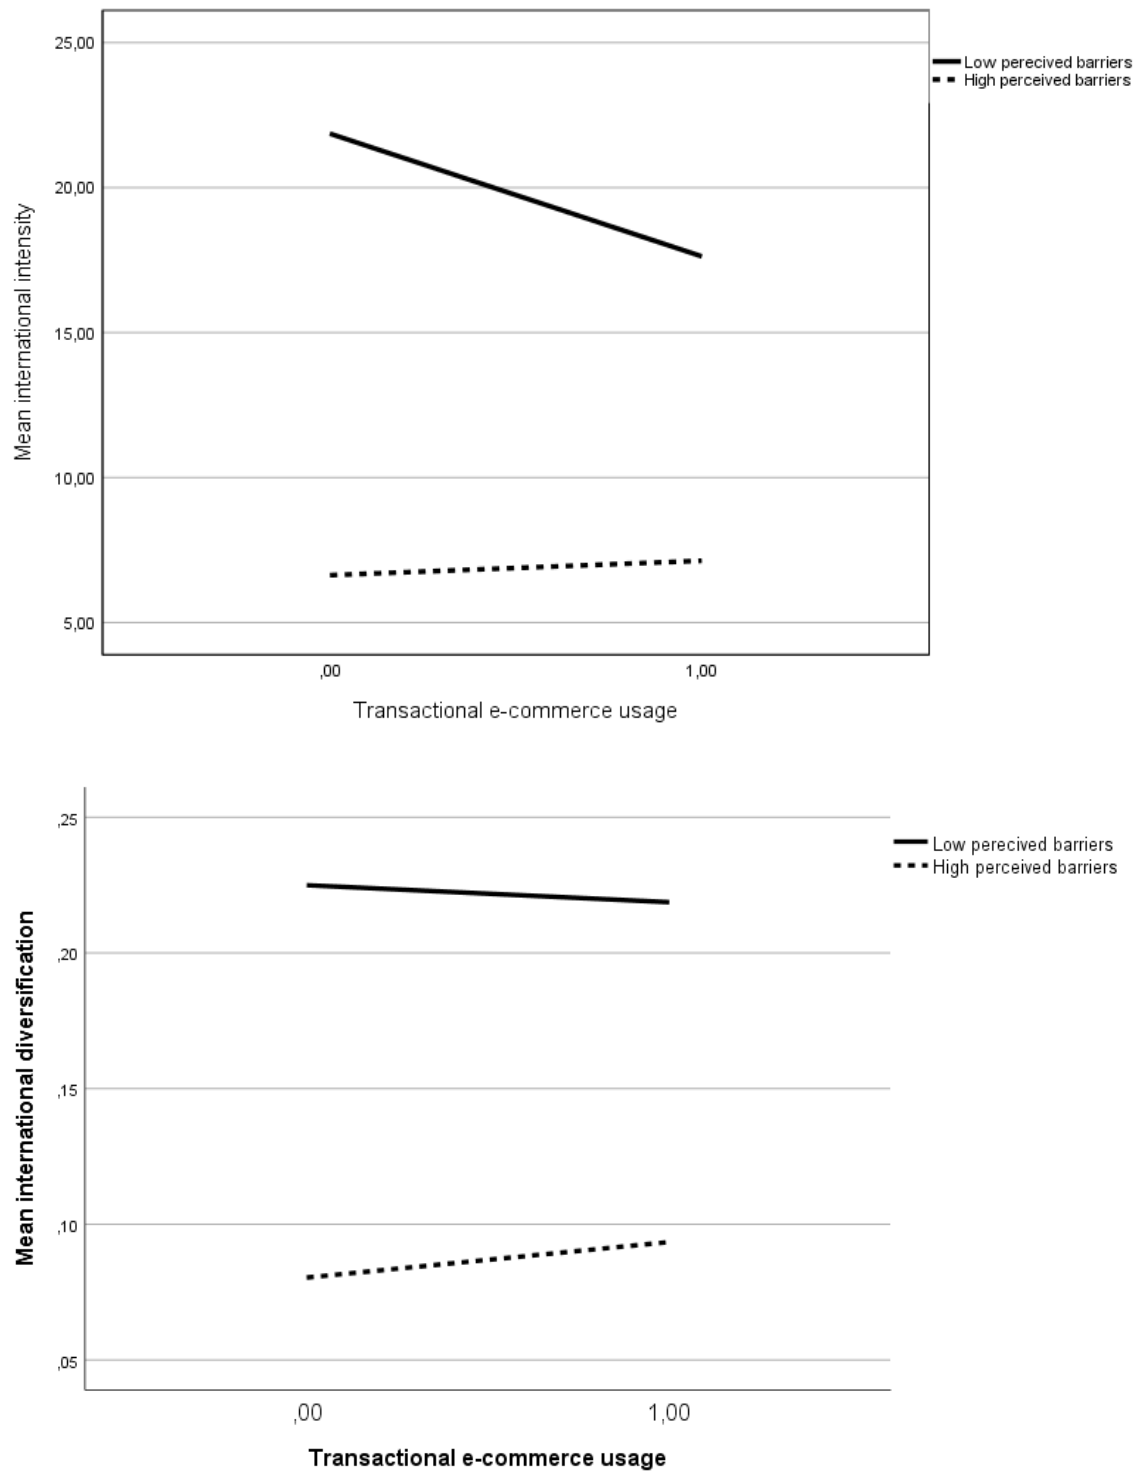 25,00
20,00
15,00
10,00
5,00
Mean international intensity
,00
1,00
Transactional e-commerce usage
Low perecived barriers
High perceived barriers
,25
,20
,15
,10
,05
Mean international diversification
,00
1,00
Transactional e-commerce usage
Low perecived barriers
High perceived barriers